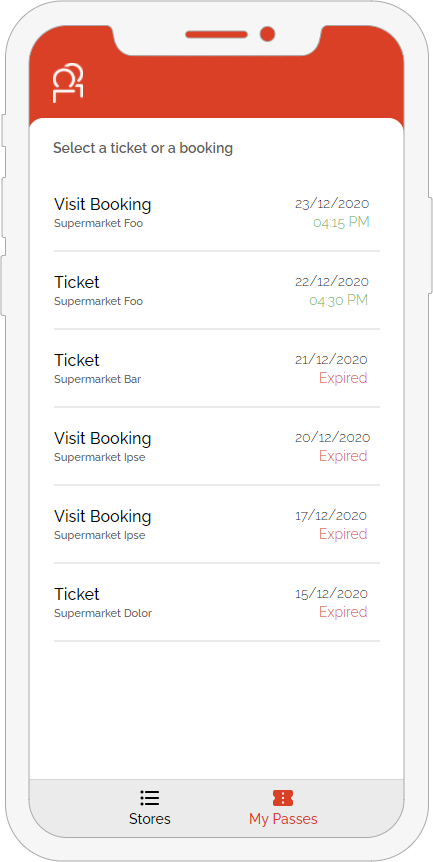 Select a ticket or a booking
Visit Booking 23/12/2020
Supermarket Foo 04:15 PM
Ticket 22/12/2020
Supermarket Foo 04:30 PM
Ticket 21/12/2020
Supermarket Bar Expired
Visit Booking 20/12/2020
Supermarket Ipse Expired
Visit Booking 17/12/2020
Supermarket Ipse Expired
Ticket 15/12/2020
Supermarket Dolor Expired
Stores My Passes